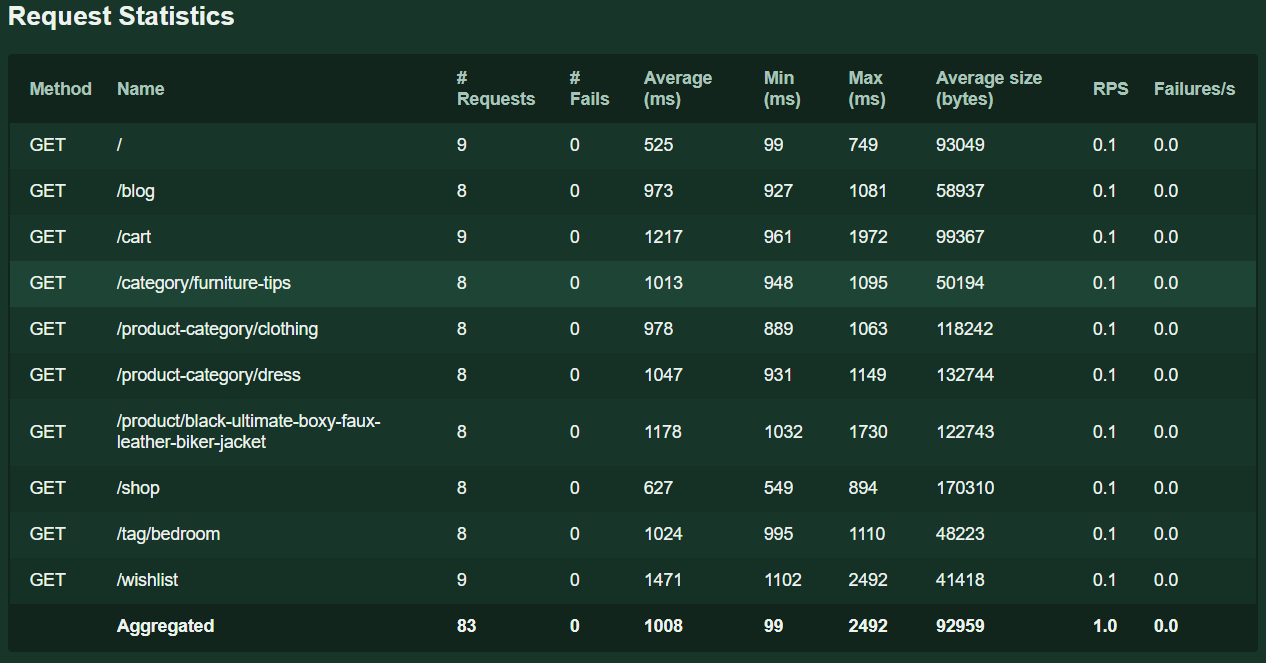 Request Statistics
Method Name # Requests # Fails Average (ms) Min (ms) Max (ms) Average size (bytes) RPS Failures/s
GET / 9 0 525 99 749 93049 0.1 0.0
GET /blog 8 0 973 927 1081 58937 0.1 0.0
GET /cart 9 0 1217 961 1972 99367 0.1 0.0
GET /category/furniture-tips 8 0 1013 948 1095 50194 0.1 0.0
GET /product-category/clothing 8 0 978 889 1063 118242 0.1 0.0
GET /product-category/dress 8 0 1047 931 1149 132744 0.1 0.0
GET /product/black-ultimate-boxy-faux-leather-biker-jacket 8 0 1178 1032 1730 122743 0.1 0.0
GET /shop 8 0 627 549 894 170310 0.1 0.0
GET /tag/bedroom 8 0 1024 995 1110 48223 0.1 0.0
GET /wishlist 9 0 1471 1102 2492 41418 0.1 0.0
Aggregated 83 0 1008 99 2492 92959 1.0 0.0